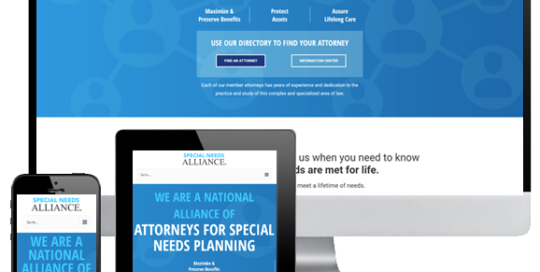 Maximize &
Preserve Benefits
Protect
Assets
Assure
Lifelong Care
USE OUR DIRECTORY TO FIND YOUR ATTORNEY
FIND AN ATTORNEY
INFORMATION CENTER
Each of our member attorneys has years of experience and dedication to the
practice and study of this complex and specialized area of law.
us when you need to know
ds are met for life.
meet a lifetime of needs.
SPECIAL NEEDS
ALLIANCE.
Go to...
WE ARE A NATIONAL
ALLIANCE OF
ATTORNEYS FOR SPECIAL
NEEDS PLANNING
Maximize &
Preserve Benefits
SPECIAL NEEDS
ALLIANCE.
Go to...
WE ARE A
NATIONAL
ALLIANCE OF